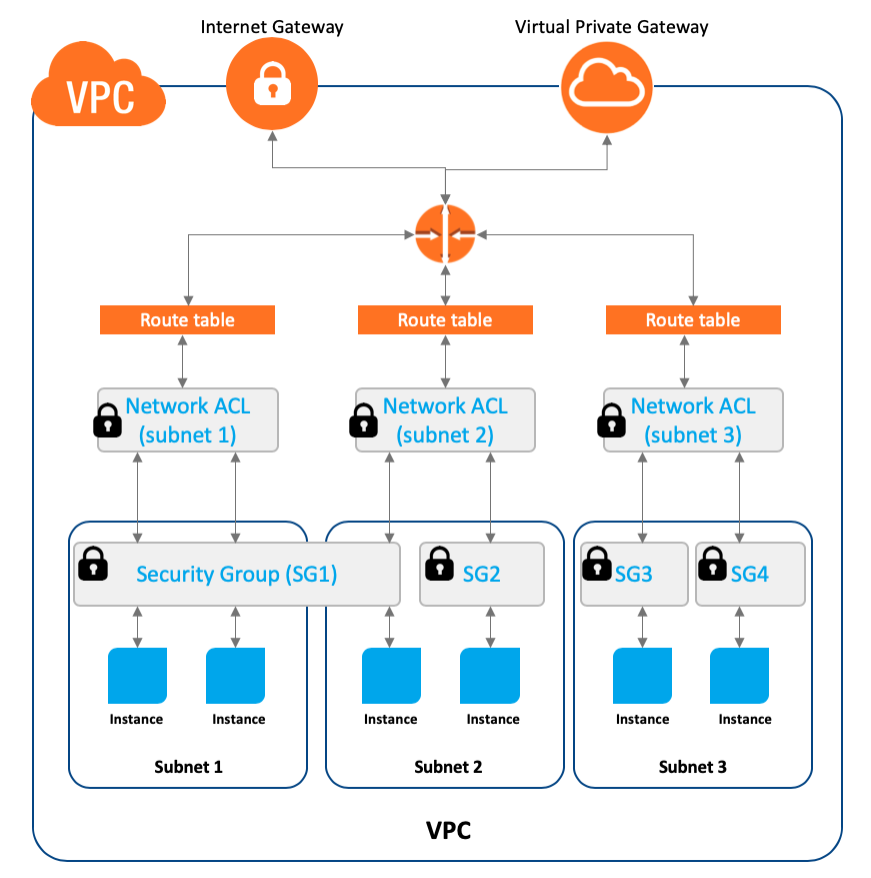 Internet Gateway
Virtual Private Gateway
VPC
Route table
Route table
Route table
Network ACL
(subnet 1)
Network ACL
(subnet 2)
Network ACL
(subnet 3)
Security Group (SG1)
SG2
SG3
SG4
Instance
Instance
Instance
Instance
Instance
Instance
Subnet 1
Subnet 2
Subnet 3
VPC